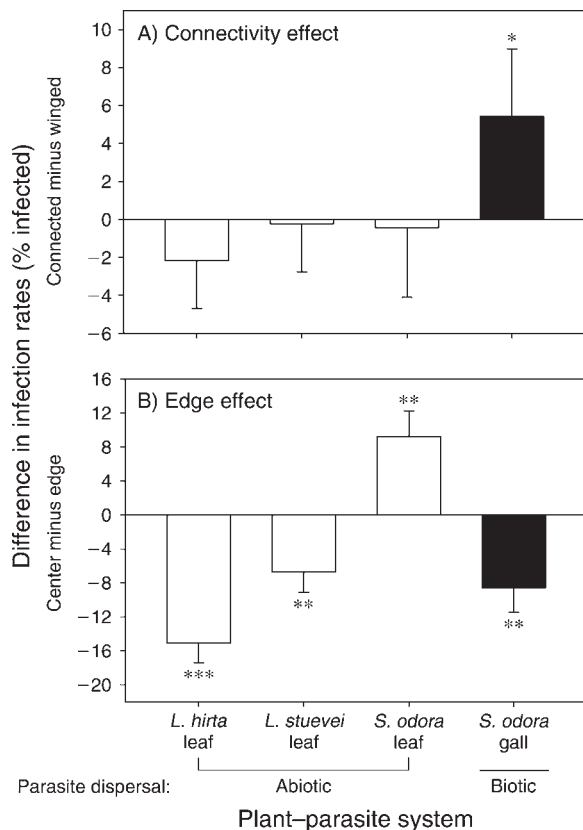 A) Connectivity effect
10
8
6
4
2
0
−2
−4
−6
*
Connected minus winged
Difference in infection rates (% infected)
B) Edge effect
16
12
8
4
0
−4
−8
−12
−16
−20
**
**
**
***
Center minus edge
L. hirta leaf
L. stuevei leaf
S. odora leaf
S. odora gall
Parasite dispersal: Abiotic Biotic
Plant–parasite system